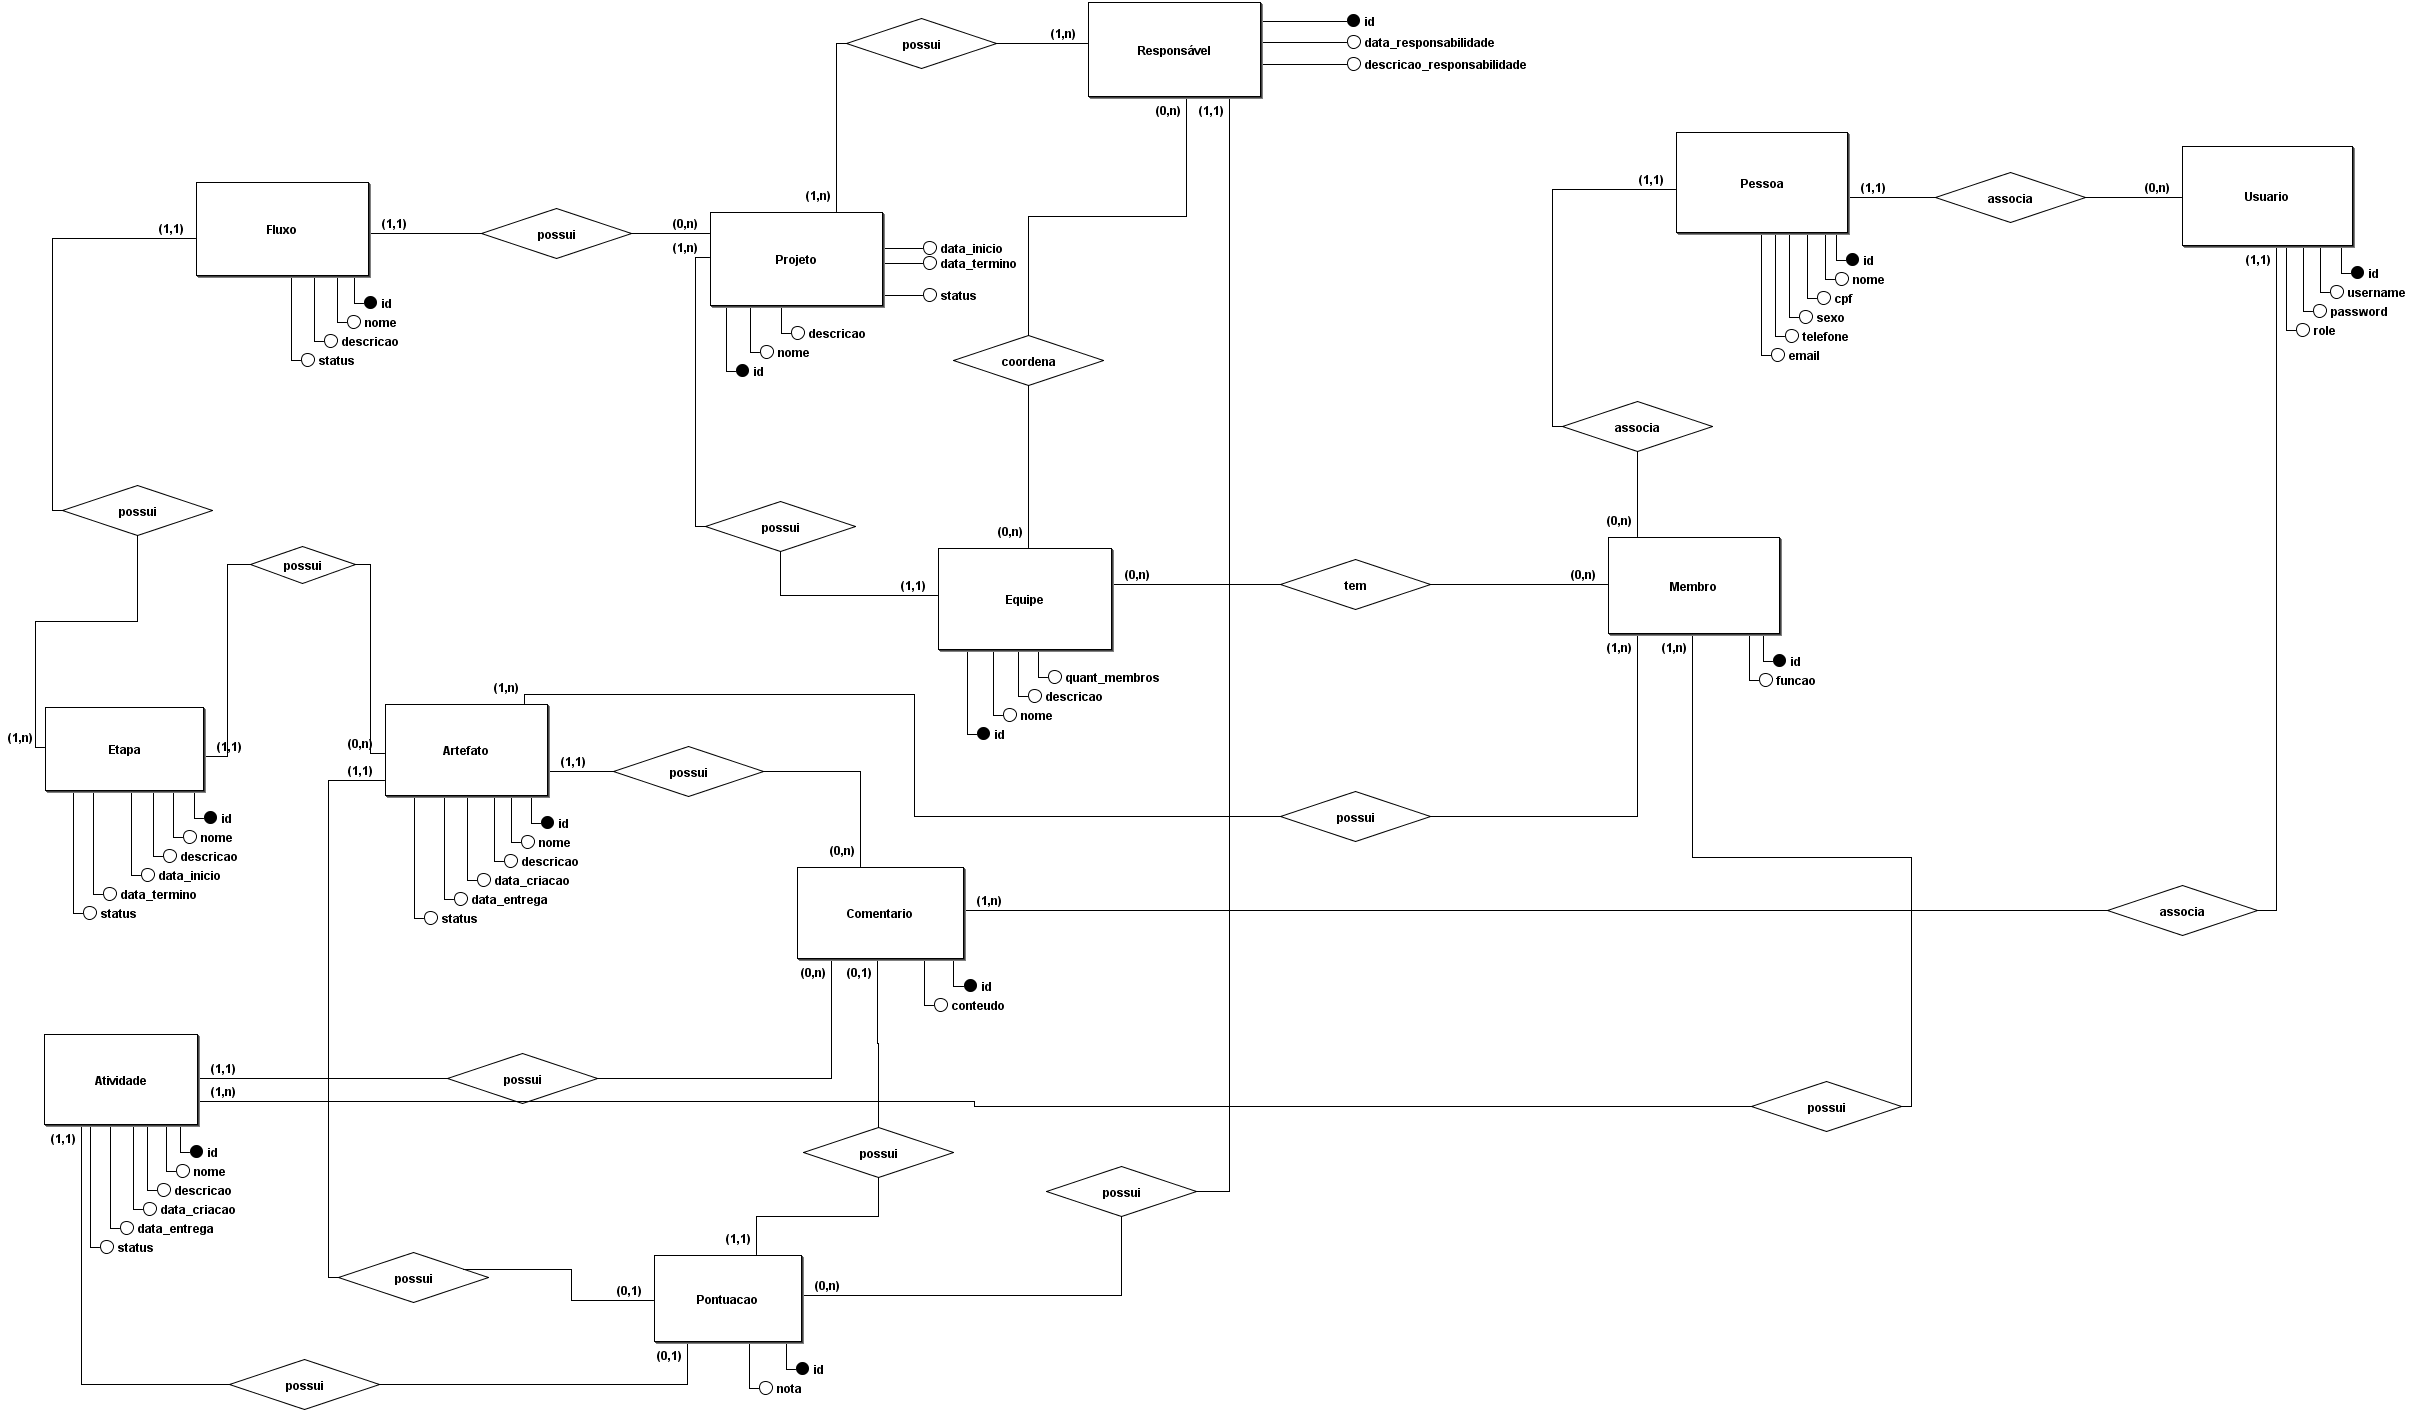 possui
(1,n)
Responsável
id
data_responsabilidade
descricao_responsabilidade
(0,n)
(1,1)
(1,n)
Fluxo
(1,1)
(1,1)
id
nome
descricao
status
possui
(0,n)
(1,n)
Projeto
data_inicio
data_termino
status
descricao
nome
id
coordena
(1,1)
Pessoa
(1,1)
id
nome
cpf
sexo
telefone
email
associa
(0,n)
Usuario
(1,1)
id
username
password
role
associa
possui
possui
possui
(0,n)
(1,1)
Equipe
(0,n)
quant_membros
descricao
nome
id
tem
(0,n)
(0,n)
Membro
(1,n)
(1,n)
id
funcao
(1,n)
Etapa
(1,1)
id
nome
descricao
data_inicio
data_termino
status
(1,n)
(0,n)
(1,1)
Artefato
(1,1)
id
nome
descricao
data_criacao
data_entrega
status
possui
possui
(0,n)
Comentario
(1,n)
(0,n)
(0,1)
id
conteudo
associa
Atividade
(1,1)
(1,n)
(1,1)
id
nome
descricao
data_criacao
data_entrega
status
possui
possui
possui
possui
possui
(1,1)
(0,1)
Pontuacao
(0,n)
(0,1)
id
nota
possui